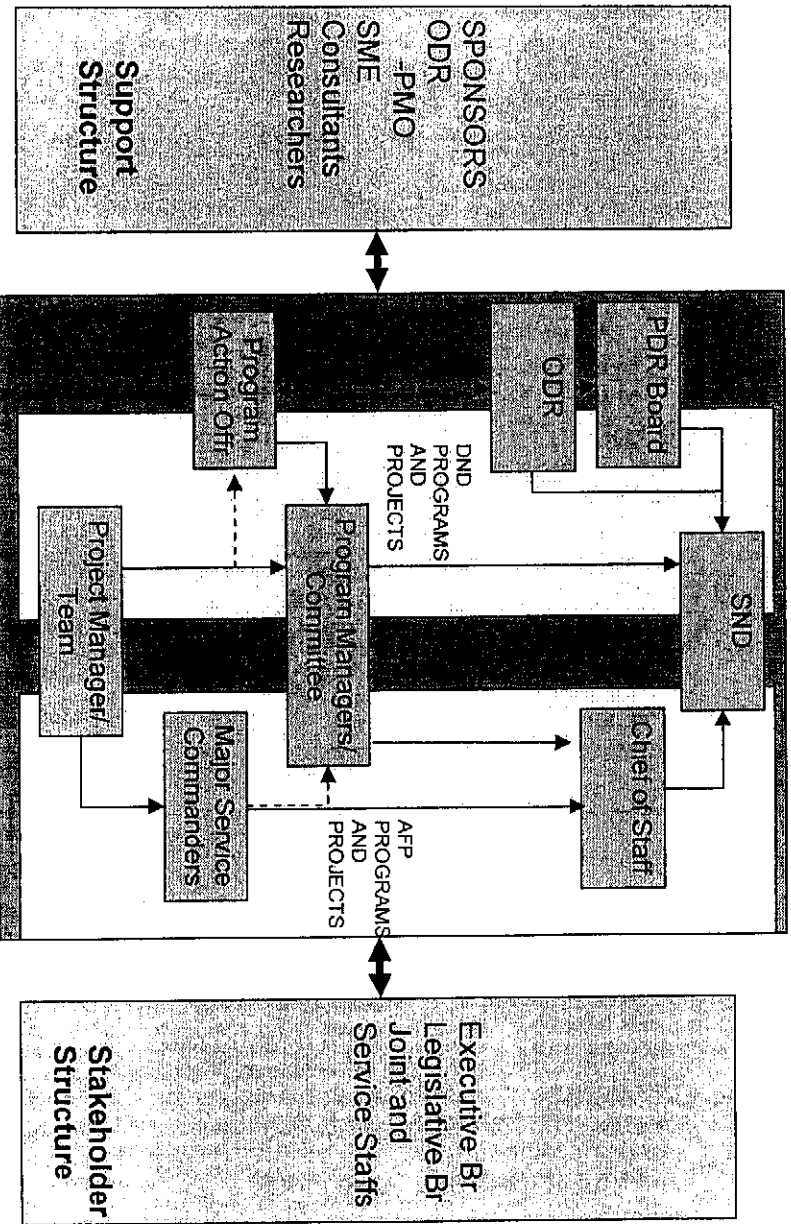 SPONSORS
ODR
-PMO
SME
Consultants
Researchers
Support
Structure
PDR Board
ODR
Program
Action Offr
DND
PROGRAMS
AND
PROJECTS
SND
Program Managers/
Committee
Project Manager/
Team
Chief of Staff
Major Service
Commanders
AFP
PROGRAMS
AND
PROJECTS
Executive Br
Legislative Br
Joint and
Service Staffs
Stakeholder
Structure